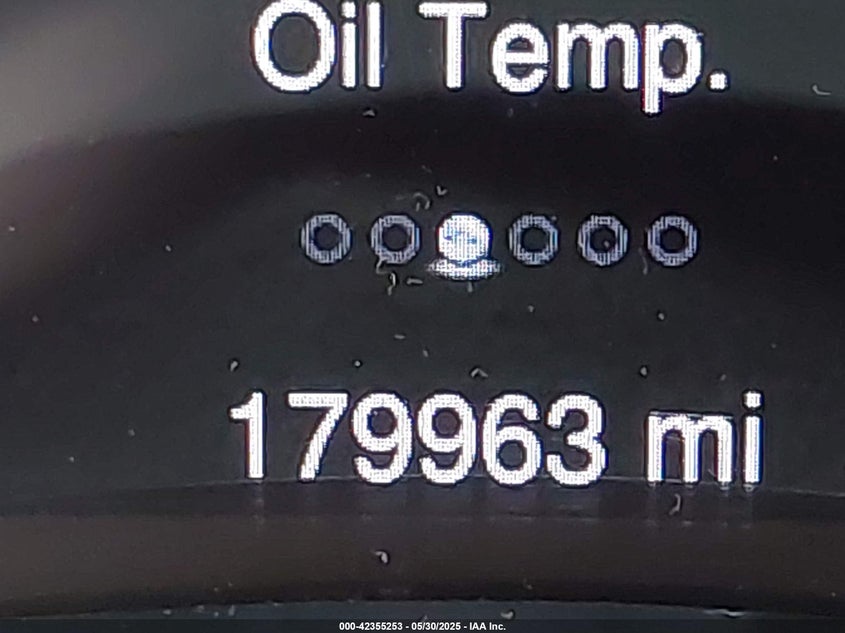 Oil Temp.
179963 mi
000-42355253 - 05/30/2025 - IAA Inc.